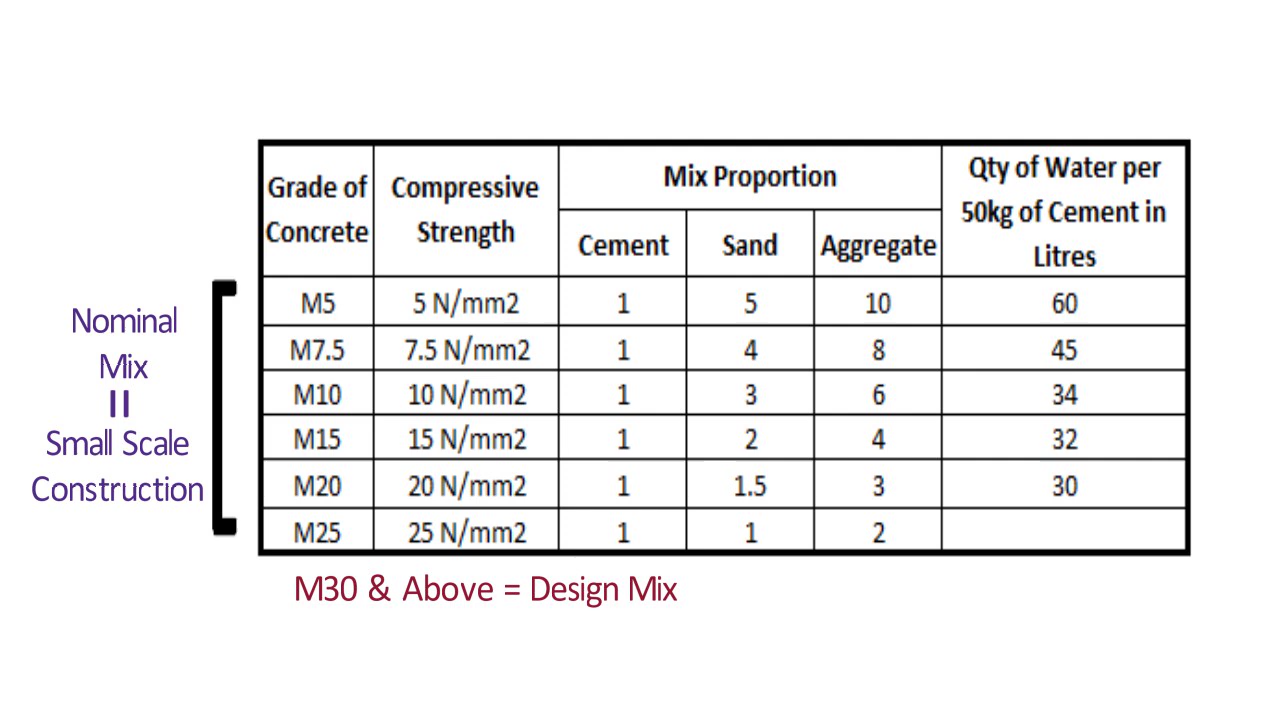 Grade of Concrete Compressive Strength Mix Proportion Qty of Water per 50kg of Cement in Litres
Cement Sand Aggregate
M5 5 N/mm2 1 5 10 60
M7.5 7.5 N/mm2 1 4 8 45
M10 10 N/mm2 1 3 6 34
M15 15 N/mm2 1 2 4 32
M20 20 N/mm2 1 1.5 3 30
M25 25 N/mm2 1 1 2
Nominal
Mix
=
Small Scale
Construction
M30 & Above = Design Mix